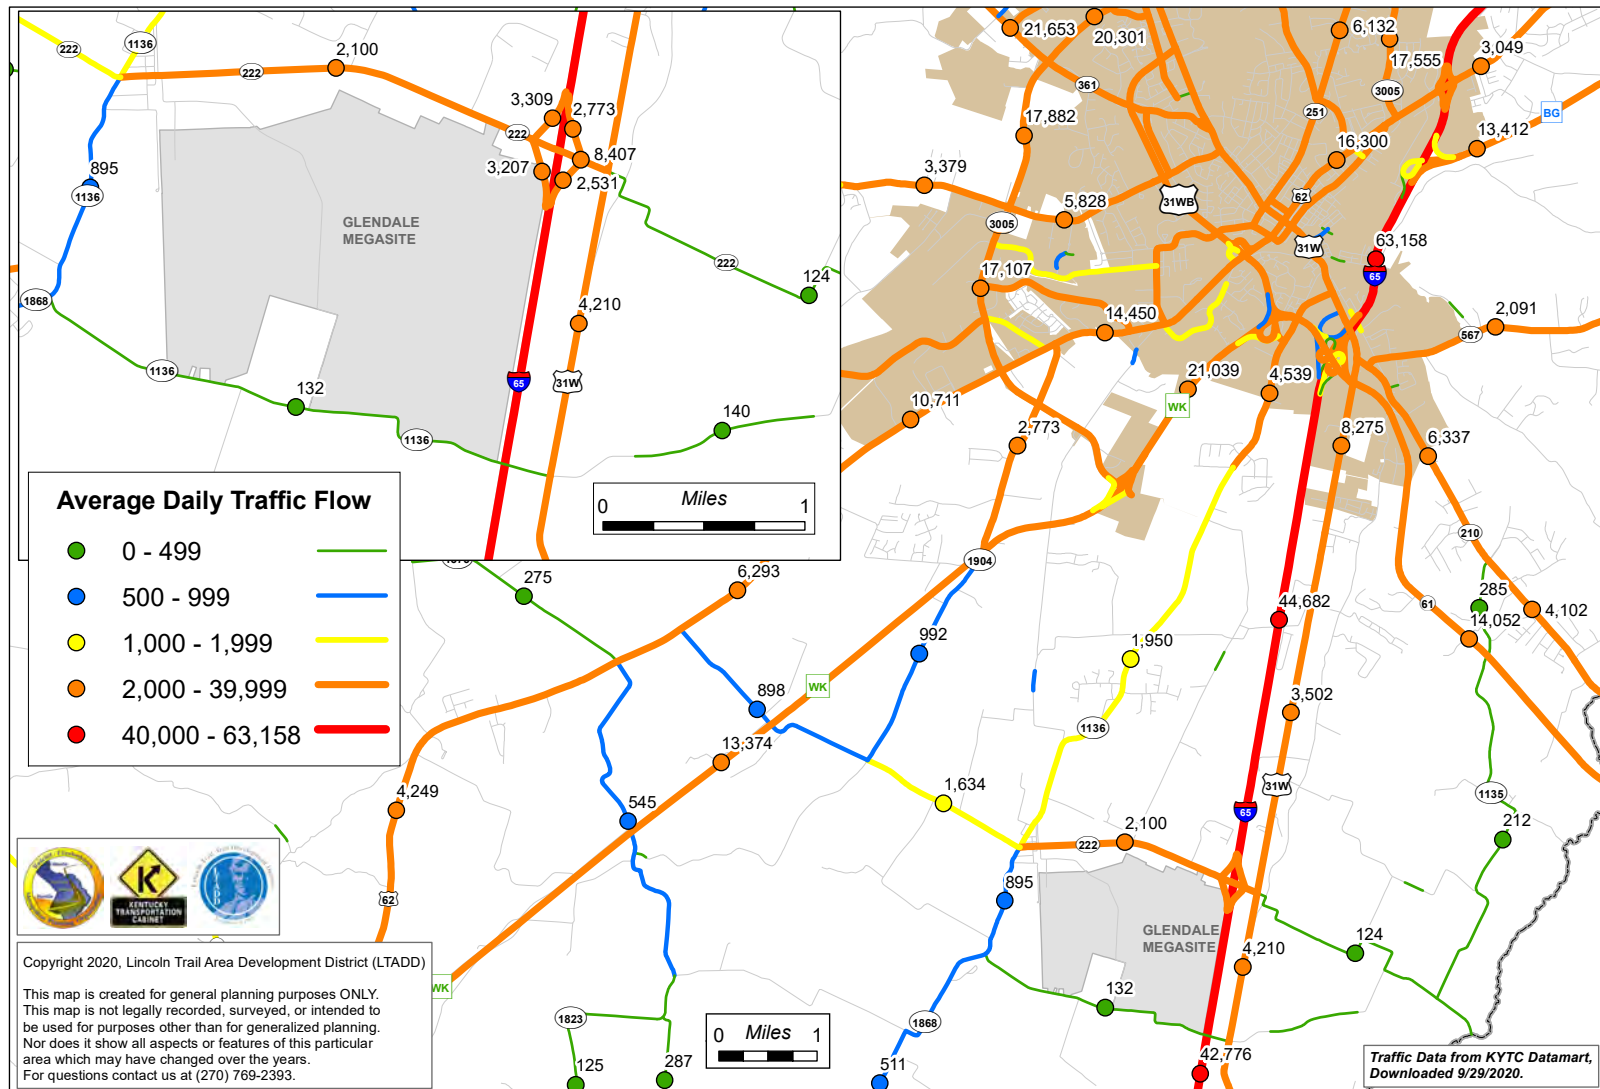 222
1136
2,100
222
3,309
2,773
222
8,407
3,207
2,531
895
1136
GLENDALE
MEGASITE
222
124
1868
4,210
1136
65
31W
132
140
1136
Average Daily Traffic Flow
0 - 499
500 - 999
1,000 - 1,999
2,000 - 39,999
40,000 - 63,158
0 Miles 1
21,653
20,301
6,132
17,555
3,049
361
3005
251
BG
17,882
13,412
16,300
3,379
62
31WB
5,828
3005
31W
63,158
65
17,107
14,450
2,091
567
21,039
4,539
WK
10,711
2,773
8,275
6,337
210
1904
275
6,293
44,682
285
61
4,102
14,052
992
1,950
WK
898
3,502
1136
13,374
31W
4,249
545
1,634
65
1135
212
2,100
222
62
895
GLENDALE
MEGASITE
124
4,210
WK
132
1823
1868
125
287
511
42,776
0 Miles 1
KENTUCKY
TRANSPORTATION
CABINET
Copyright 2020, Lincoln Trail Area Development District (LTADD)
This map is created for general planning purposes ONLY.
This map is not legally recorded, surveyed, or intended to
be used for purposes other than for generalized planning.
Nor does it show all aspects or features of this particular
area which may have changed over the years.
For questions contact us at (270) 769-2393.
Traffic Data from KYTC Datamart,
Downloaded 9/29/2020.